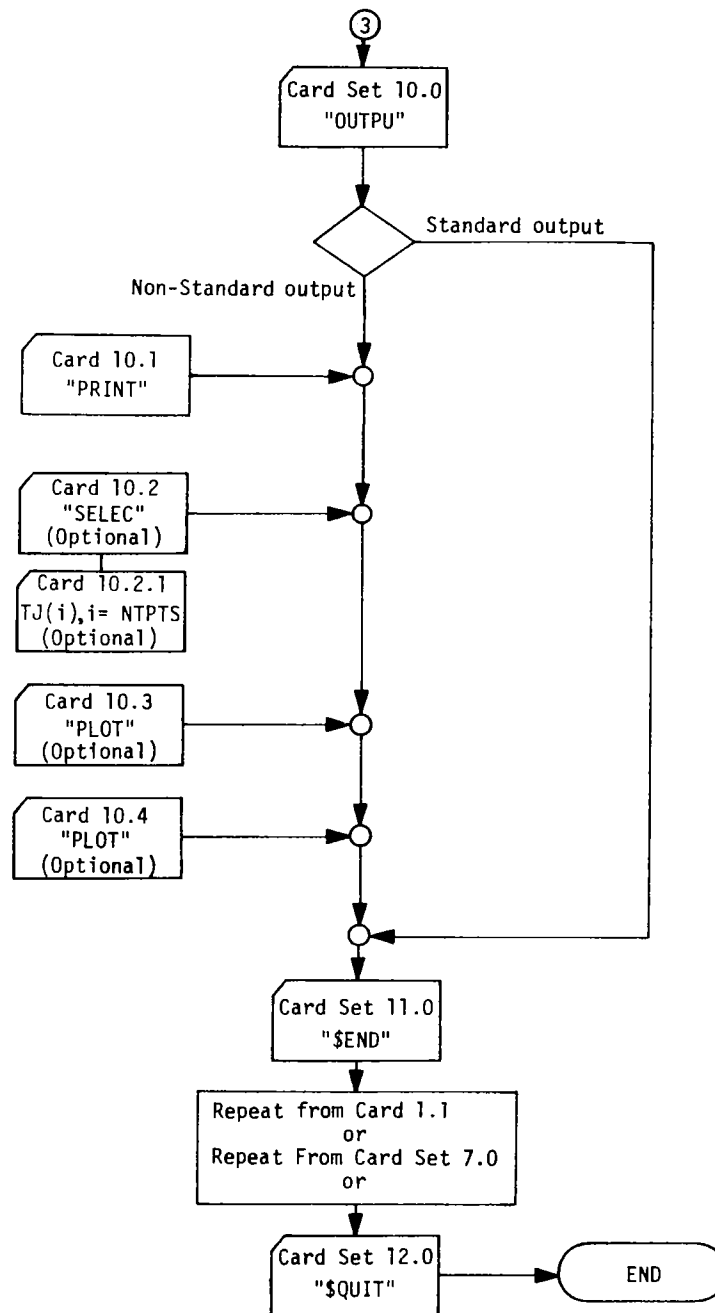 3
Card Set 10.0
"OUTPU"
Standard output
Non-Standard output
Card 10.1
"PRINT"
Card 10.2
"SELEC"
(Optional)
Card 10.2.1
TJ(i),i= NTPTS
(Optional)
Card 10.3
"PLOT"
(Optional)
Card 10.4
"PLOT"
(Optional)
Card Set 11.0
"$END"
Repeat from Card 1.1
or
Repeat From Card Set 7.0
or
Card Set 12.0
"$QUIT"
END